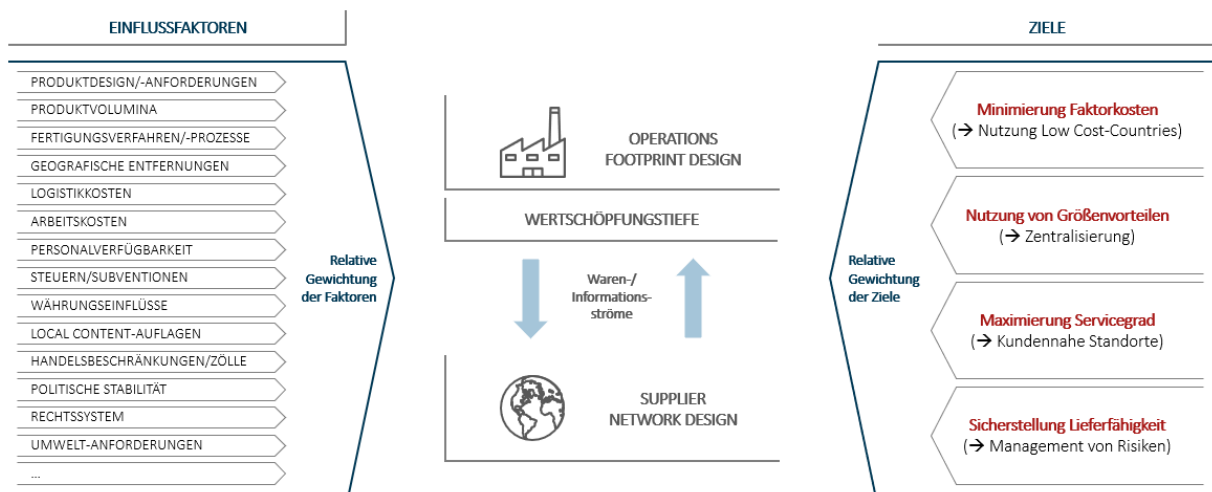 EINFLUSSFAKTOREN
PRODUKTDESIGN/-ANFORDERUNGEN
PRODUKTVOLUMINA
FERTIGUNGSVERFAHREN/-PROZESSE
GEOGRAFISCHE ENTFERNUNGEN
LOGISTIKKOSTEN
ARBEITSKOSTEN
PERSONALVERFÜGBARKEIT
STEUERN/SUBVENTIONEN
WÄHRUNGSEINFLÜSSE
LOCAL CONTENT-AUFLAGEN
HANDELSBESCHRÄNKUNGEN/ZÖLLE
POLITISCHE STABILITÄT
RECHTSSYSTEM
UMWELT-ANFORDERUNGEN
...
Relative
Gewichtung
der Faktoren
OPERATIONS
FOOTPRINT DESIGN
WERTSCHÖPFUNGSTIEFE
Waren-/
Informations-
ströme
SUPPLIER
NETWORK DESIGN
Relative
Gewichtung
der Ziele
ZIELE
Minimierung Faktorkosten
(→ Nutzung Low Cost-Countries)
Nutzung von Größenvorteilen
(→ Zentralisierung)
Maximierung Servicegrad
(→ Kundennahe Standorte)
Sicherstellung Lieferfähigkeit
(→ Management von Risiken)